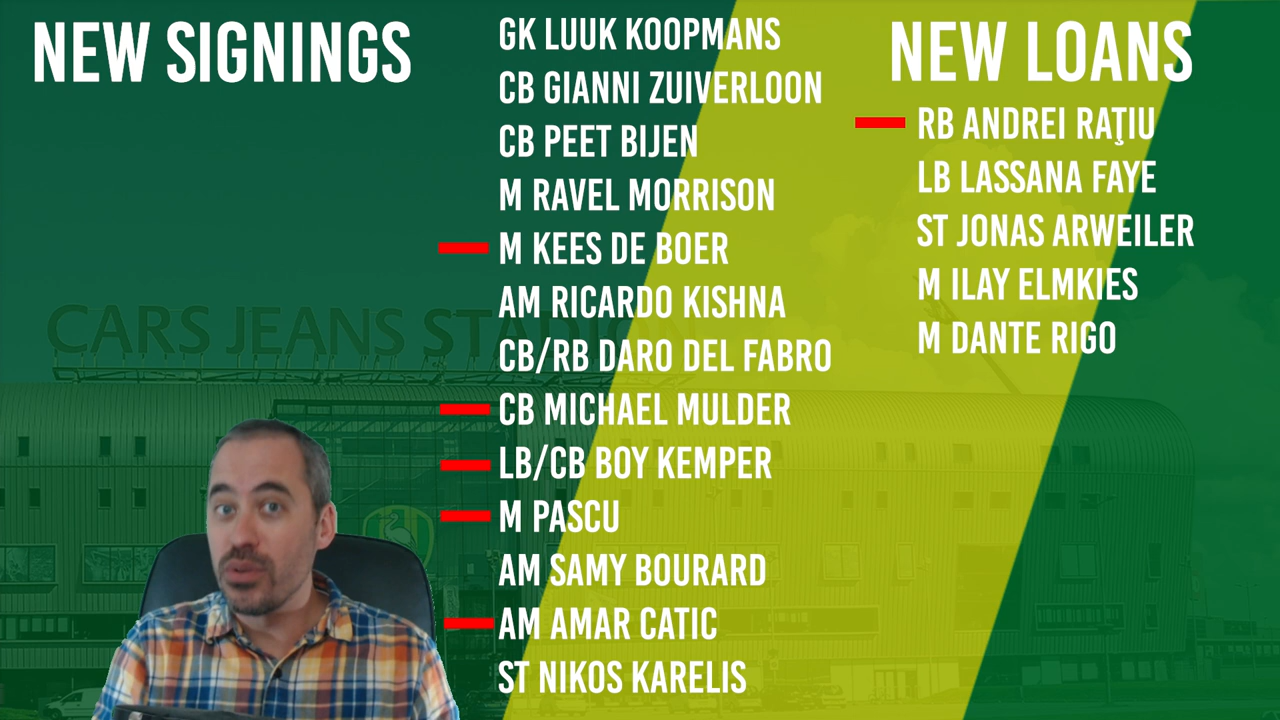 NEW SIGNINGS
GK LUUK KOOPMANS
CB GIANNI ZUIVERLOON
CB PEET BIJEN
M RAVEL MORRISON
M KEES DE BOER
AM RICARDO KISHNA
CB/RB DARO DEL FABRO
CB MICHAEL MULDER
LB/CB BOY KEMPER
M PASCU
AM SAMY BOURARD
AM AMAR CATIC
ST NIKOS KARELIS
NEW LOANS
RB ANDREI RAŢIU
LB LASSANA FAYE
ST JONAS ARWEILER
M ILAY ELMKIES
M DANTE RIGO
CARS JEANS STADION